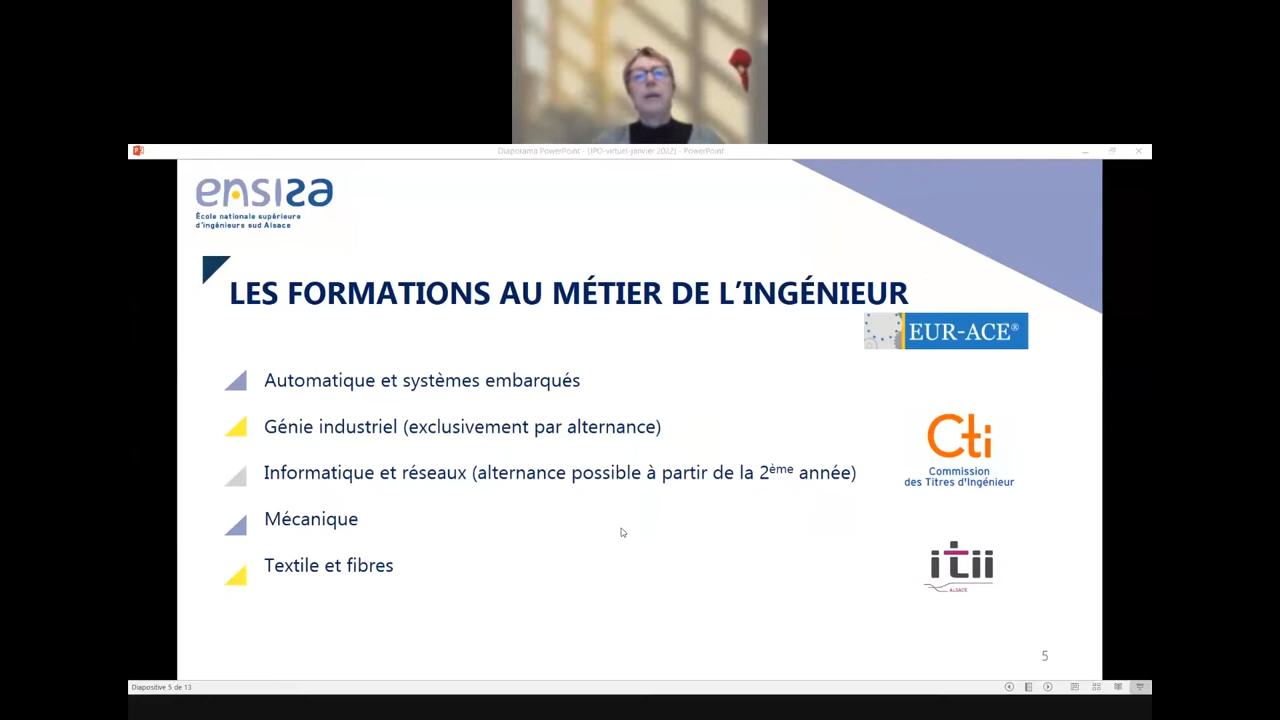 Diaporama PowerPoint - [JPO-virtuel-janvier 2022] - PowerPoint
ensisa
École nationale supérieure
d'ingénieurs sud Alsace
LES FORMATIONS AU MÉTIER DE L'INGÉNIEUR
EUR-ACE®
Automatique et systèmes embarqués
Génie industriel (exclusivement par alternance)
Informatique et réseaux (alternance possible à partir de la 2ème année)
Mécanique
Textile et fibres
Cti
Commission
des Titres d'Ingénieur
itii
ALSACE
5
Diapositive 5 de 13